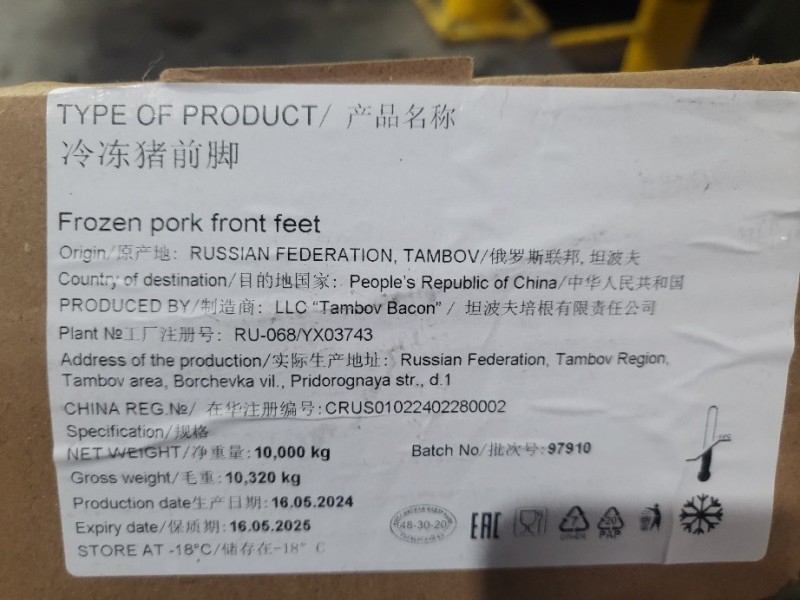 TYPE OF PRODUCT/ 产品名称
冷冻猪前脚
Frozen pork front feet
Origin/原产地: RUSSIAN FEDERATION, TAMBOV/俄罗斯联邦, 坦波夫
Country of destination/目的地国家: People's Republic of China/中华人民共和国
PRODUCED BY/制造商: LLC "Tambov Bacon" / 坦波夫培根有限责任公司
Plant №工厂注册号: RU-068/YX03743
Address of the production/实际生产地址: Russian Federation, Tambov Region,
Tambov area, Borchevka vil., Pridorognaya str., d.1
CHINA REG.№/ 在华注册编号:CRUS01022402280002
Specification/规格
NET WEIGHT/净重量: 10,000 kg
Batch No/批次号: 97910
Gross weight/毛重: 10,320 kg
Production date生产日期: 16.05.2024
Expiry date/保质期: 16.05.2025
STORE AT -18°C/储存在-18° C
48-30-20
EAC
7
OTHER
20
PAP